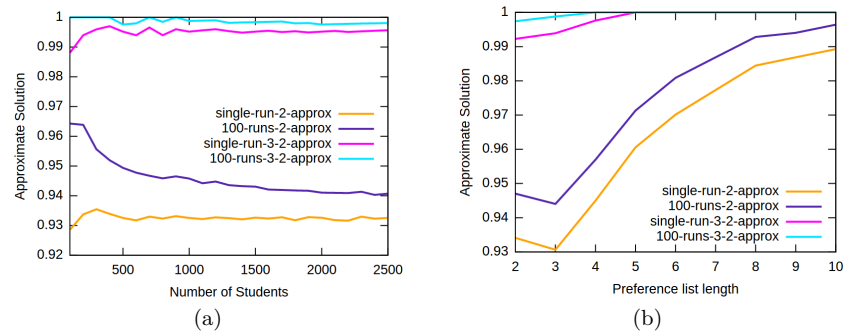 1
0.99
0.98
0.97
0.96
0.95
0.94
0.93
0.92
Approximate Solution
single-run-2-approx
100-runs-2-approx
single-run-3-2-approx
100-runs-3-2-approx
500 1000 1500 2000 2500
Number of Students
(a)
1
0.99
0.98
0.97
0.96
0.95
0.94
0.93
Approximate Solution
single-run-2-approx
100-runs-2-approx
single-run-3-2-approx
100-runs-3-2-approx
2 3 4 5 6 7 8 9 10
Preference list length
(b)